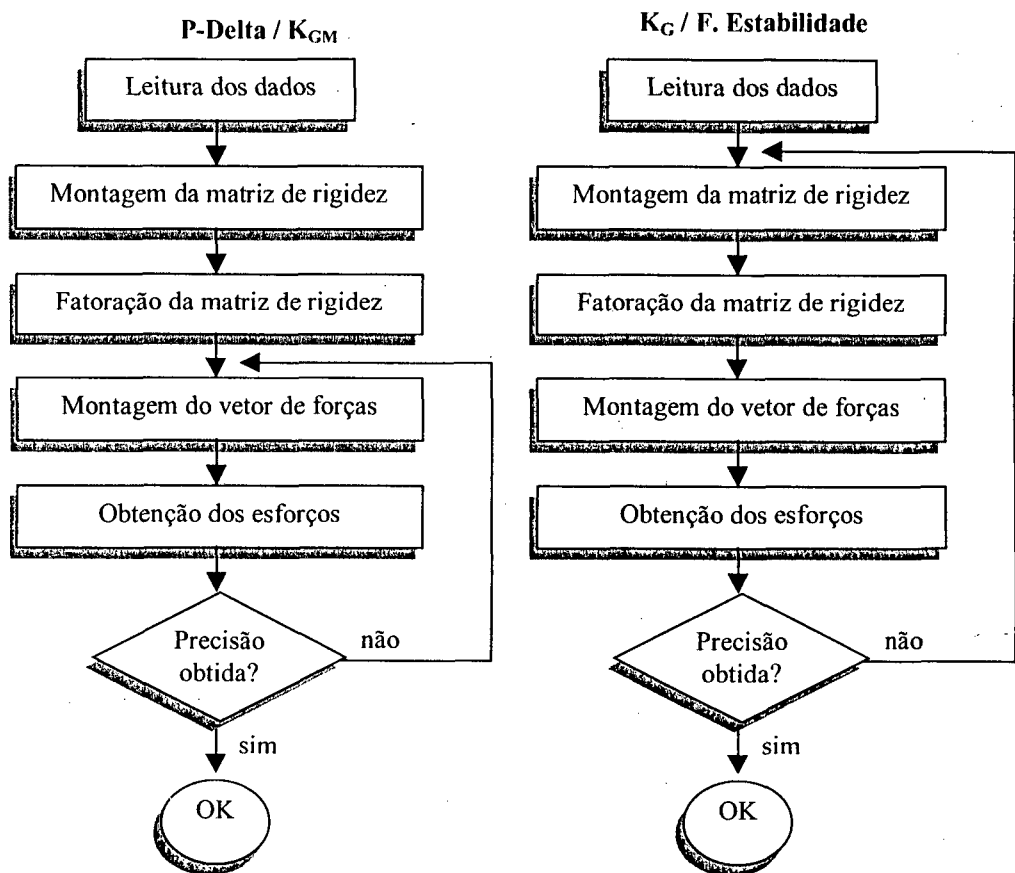 P-Delta / KGM
Leitura dos dados
Montagem da matriz de rigidez
Fatoração da matriz de rigidez
Montagem do vetor de forças
Obtenção dos esforços
Precisão
obtida?
não
sim
OK
KG / F. Estabilidade
Leitura dos dados
Montagem da matriz de rigidez
Fatoração da matriz de rigidez
Montagem do vetor de forças
Obtenção dos esforços
Precisão
obtida?
não
sim
OK